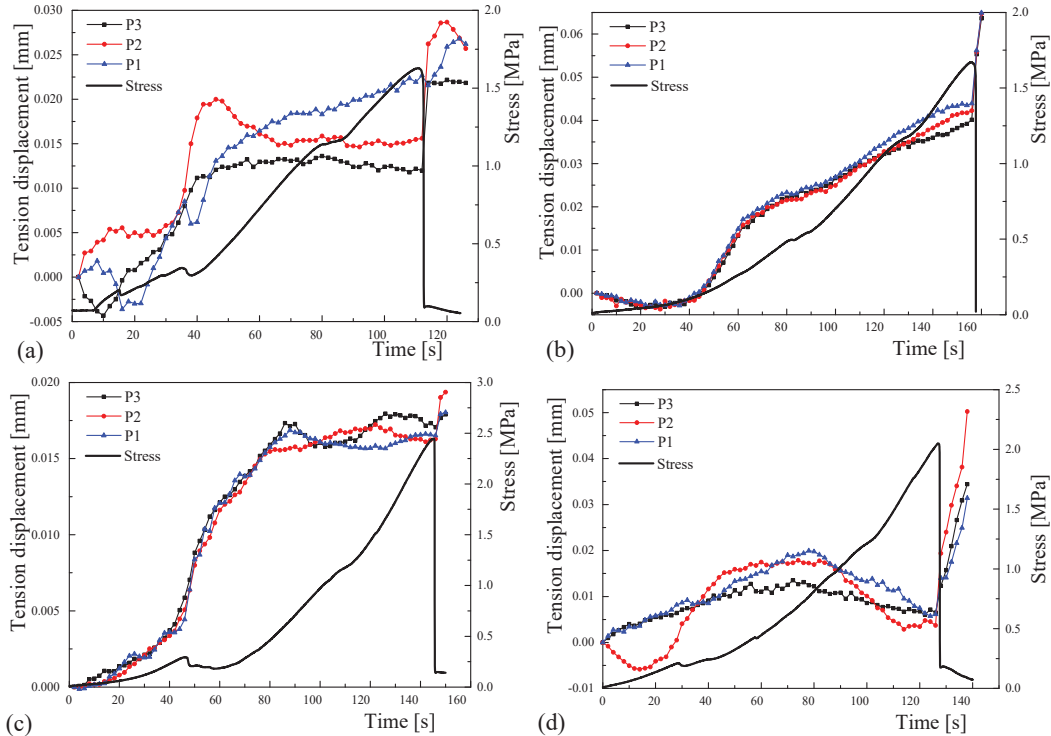 P3
P2
P1
Stress
Tension displacement [mm]
0.030
0.025
0.020
0.015
0.010
0.005
0.000
-0.005
Stress [MPa]
2.0
1.5
1.0
0.5
0.0
0 20 40 60 80 100 120
Time [s]
(a)
P3
P2
P1
Stress
Tension displacement [mm]
0.06
0.05
0.04
0.03
0.02
0.01
0.00
Stress [MPa]
2.0
1.5
1.0
0.5
0.0
0 20 40 60 80 100 120 140 160
Time [s]
(b)
P3
P2
P1
Stress
Tension displacement [mm]
0.020
0.015
0.010
0.005
0.000
Stress [MPa]
3.0
2.5
2.0
1.5
1.0
0.5
0.0
0 20 40 60 80 100 120 140 160
Time [s]
(c)
P3
P2
P1
Stress
Tension displacement [mm]
0.05
0.04
0.03
0.02
0.01
0.00
-0.01
Stress [MPa]
2.5
2.0
1.5
1.0
0.5
0.0
0 20 40 60 80 100 120 140
Time [s]
(d)